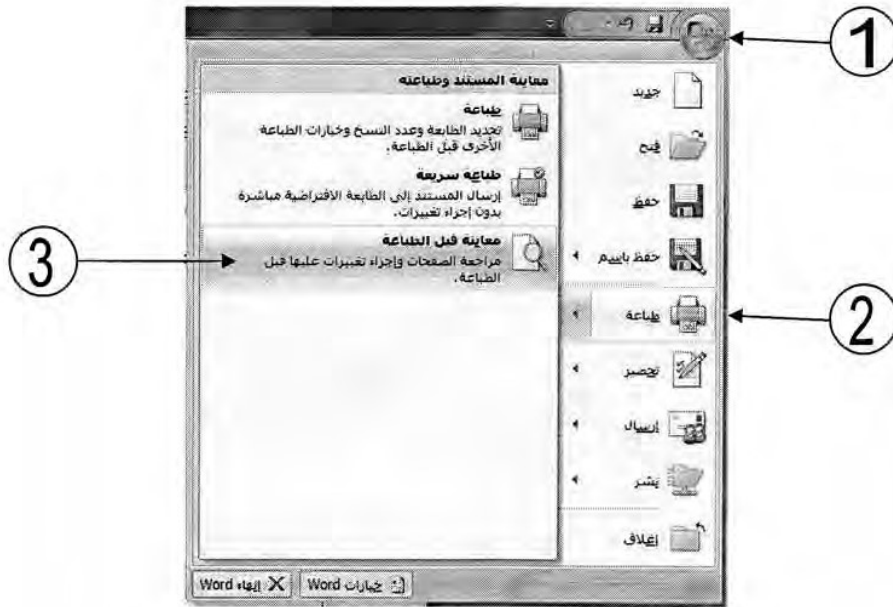 1
جديد
فتح
حفظ
حفظ باسم
طباعة
تحضير
إرسال
نشر
إغلاق
2
معاينة المستند وطباعته
طباعة
تحديد الطابعة وعدد النسخ وخيارات الطباعة
الأخرى قبل الطباعة.
طباعة سريعة
إرسال المستند إلى الطابعة الافتراضية مباشرة
بدون إجراء تغييرات.
معاينة قبل الطباعة
مراجعة الصفحات وإجراء تغييرات عليها قبل
الطباعة.
3
خيارات Word
إنهاء Word